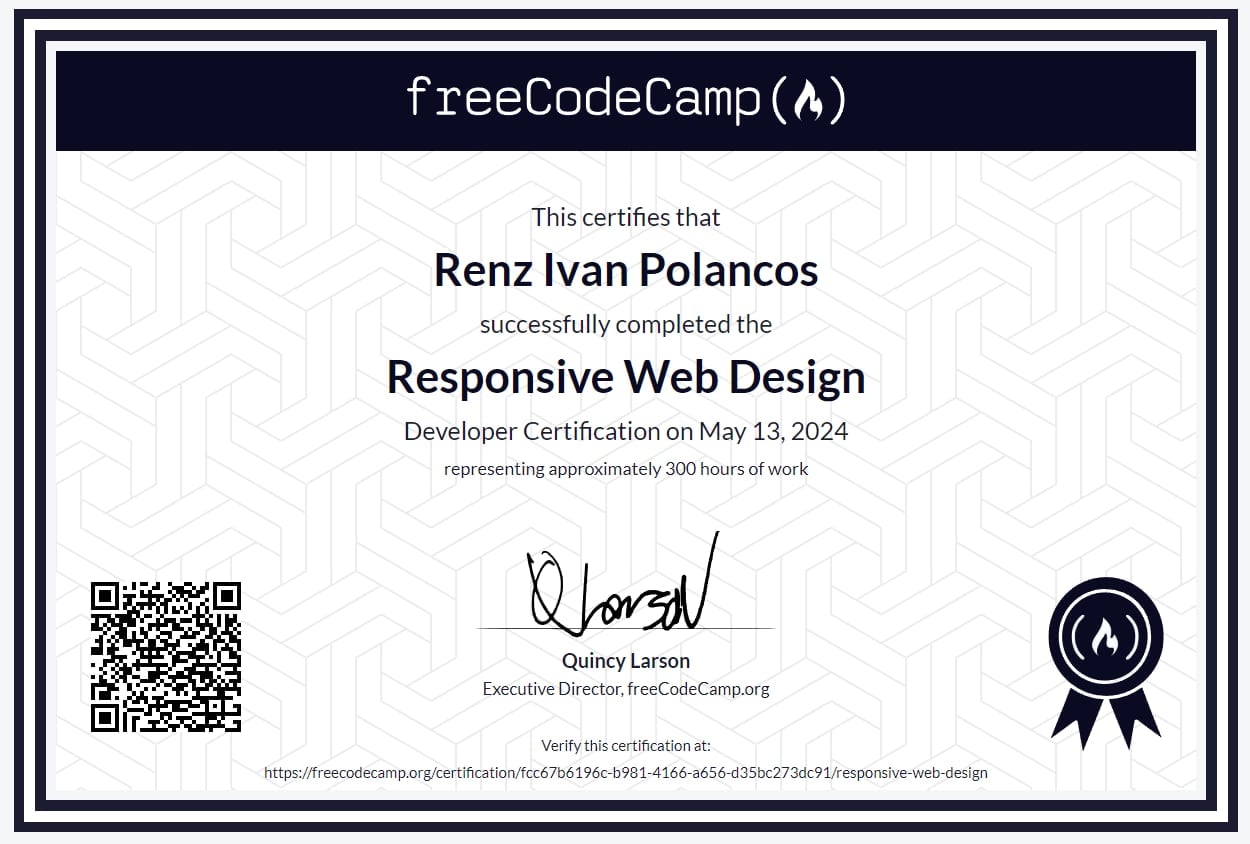 freeCodeCamp
This certifies that
Renz Ivan Polancos
successfully completed the
Responsive Web Design
Developer Certification on May 13, 2024
representing approximately 300 hours of work
Q Larson
Quincy Larson
Executive Director, freeCodeCamp.org
Verify this certification at:
https://freecodecamp.org/certification/fcc67b6196c-b981-4166-a656-d35bc273dc91/responsive-web-design